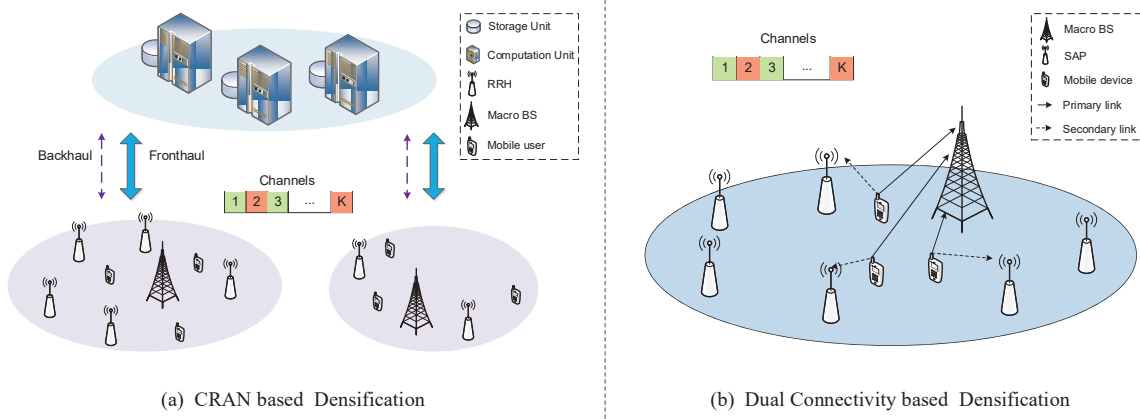 Storage Unit
Computation Unit
RRH
Macro BS
Mobile user
Backhaul
Fronthaul
Channels
1 2 3 ... K
(a) CRAN based Densification
Channels
1 2 3 ... K
Macro BS
SAP
Mobile device
Primary link
Secondary link
(b) Dual Connectivity based Densification